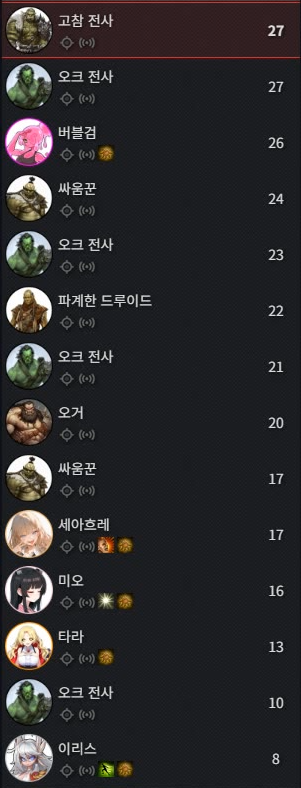 고참 전사
27
오크 전사
27
버블검
26
싸움꾼
24
오크 전사
23
파계한 드루이드
22
오크 전사
21
오거
20
싸움꾼
17
세아흐레
17
미오
16
타라
13
오크 전사
10
이리스
8